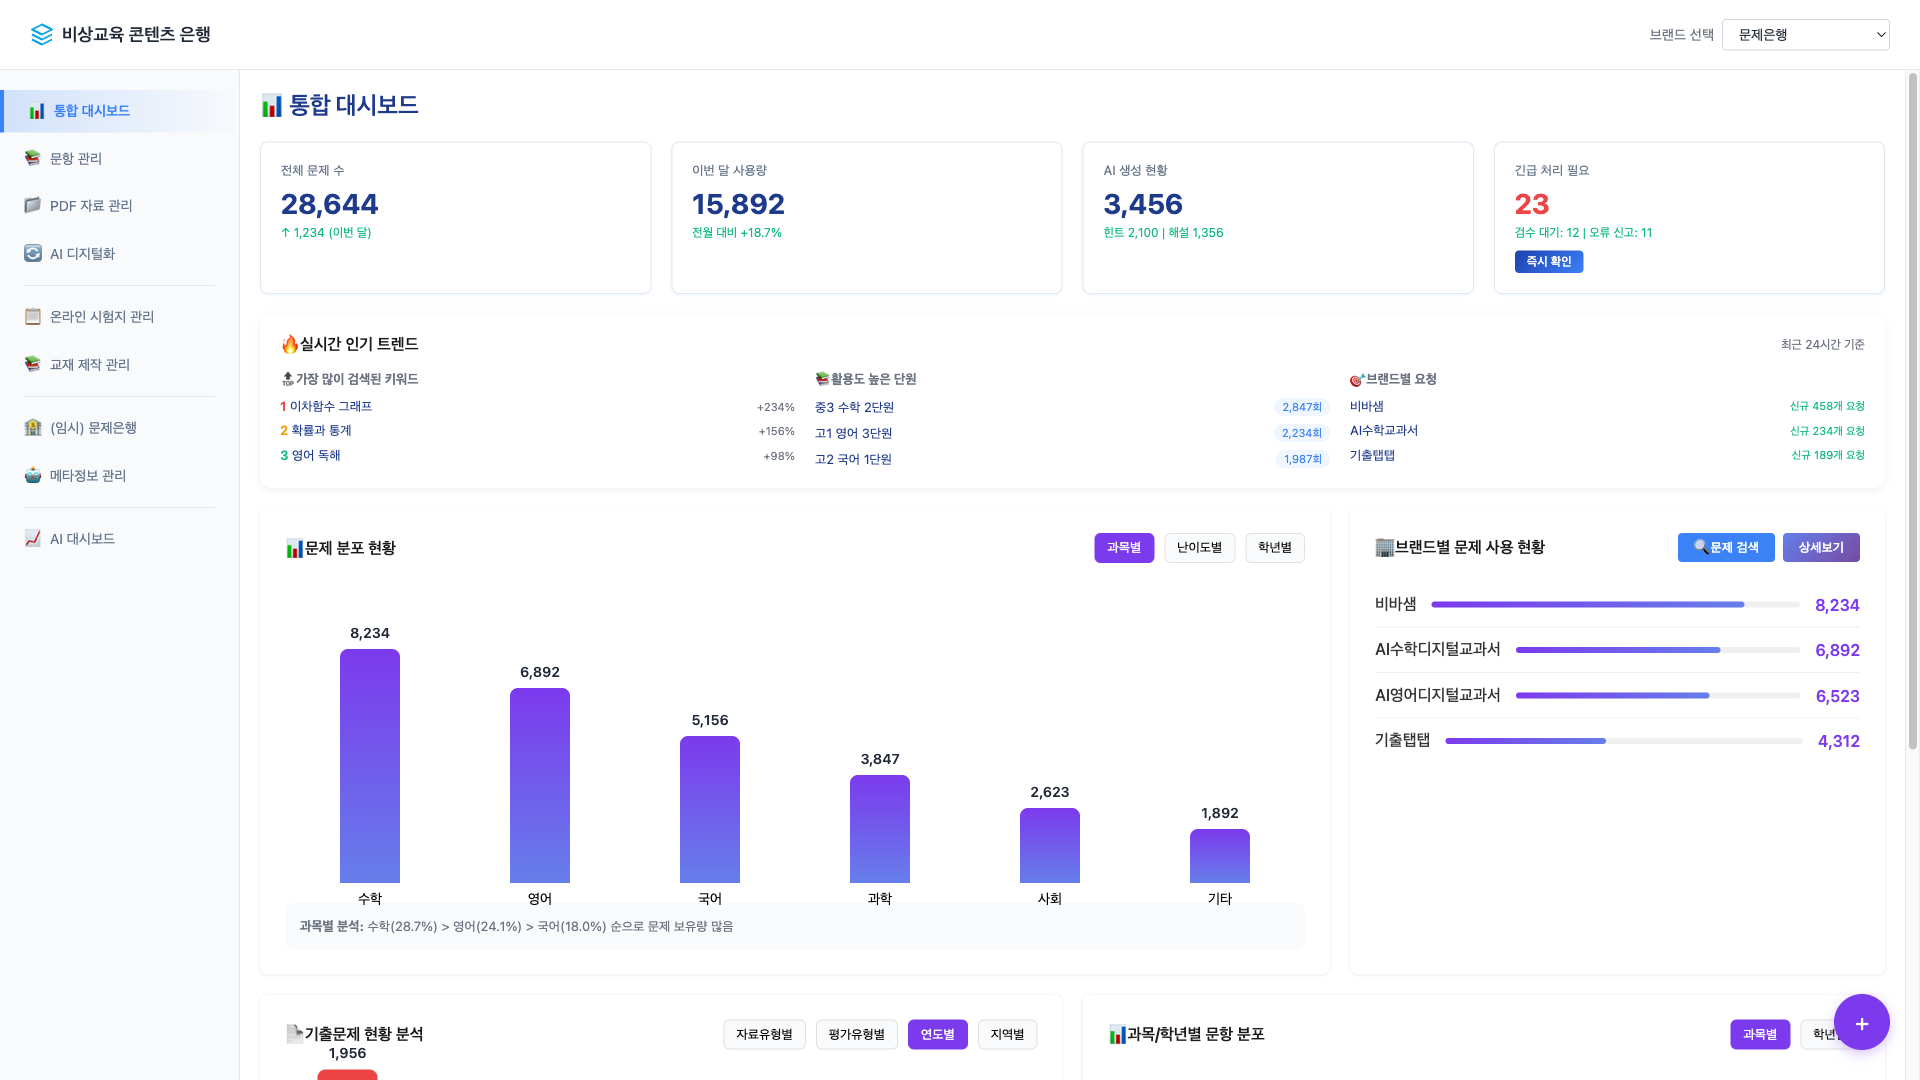 비상교육 콘텐츠 은행
브랜드 선택
문제은행
통합 대시보드
문항 관리
PDF 자료 관리
AI 디지털화
온라인 시험지 관리
교재 제작 관리
(임시) 문제은행
메타정보 관리
AI 대시보드
통합 대시보드
전체 문제 수
28,644
↑ 1,234 (이번 달)
이번 달 사용량
15,892
전월 대비 +18.7%
AI 생성 현황
3,456
힌트 2,100 | 해설 1,356
긴급 처리 필요
23
검수 대기: 12 | 오류 신고: 11
즉시 확인
실시간 인기 트렌드
최근 24시간 기준
가장 많이 검색된 키워드
1 이차함수 그래프 +234%
2 확률과 통계 +156%
3 영어 독해 +98%
활용도 높은 단원
중3 수학 2단원 2,847회
고1 영어 3단원 2,234회
고2 국어 1단원 1,987회
브랜드별 요청
비바샘 신규 458개 요청
AI수학교과서 신규 234개 요청
기출탭탭 신규 189개 요청
문제 분포 현황
과목별 난이도별 학년별
8,234
6,892
5,156
3,847
2,623
1,892
수학 영어 국어 과학 사회 기타
과목별 분석: 수학(28.7%) > 영어(24.1%) > 국어(18.0%) 순으로 문제 보유량 많음
브랜드별 문제 사용 현황
문제 검색 상세보기
비바샘 8,234
AI수학디지털교과서 6,892
AI영어디지털교과서 6,523
기출탭탭 4,312
기출문제 현황 분석
자료유형별 평가유형별 연도별 지역별
1,956
과목/학년별 문항 분포
과목별 학년
+